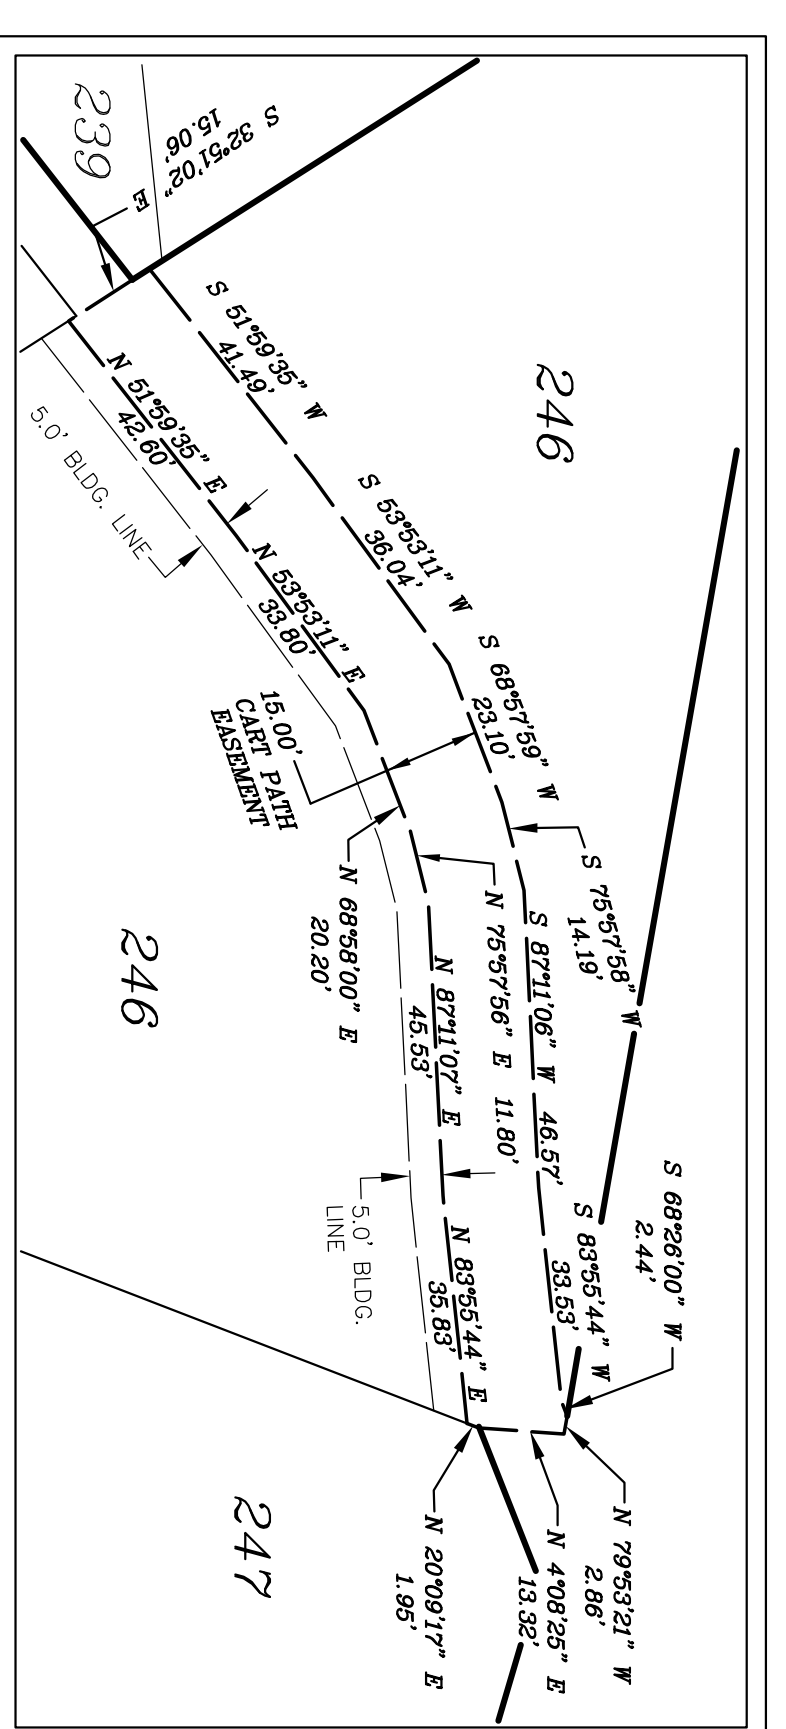 239
S 32°51'02" E
15.06'
246
S 51°59'35" W
41.49'
N 51°59'35" E
42.60'
5.0' BLDG. LINE
S 53°53'11" W
36.04'
N 53°53'11" E
33.80'
S 68°57'59" W
23.10'
15.00'
CART PATH
EASEMENT
S 75°57'58" W
14.19'
N 68°58'00" E
20.20'
N 75°57'56" E 11.80'
S 87°11'06" W 46.57'
N 87°11'07" E
45.53'
246
S 68°26'00" W
2.44'
S 83°55'44" W
33.53'
N 83°55'44" E
35.83'
5.0' BLDG.
LINE
N 79°53'21" W
2.86'
N 4°08'25" E
13.32'
N 20°09'17" E
1.95'
247